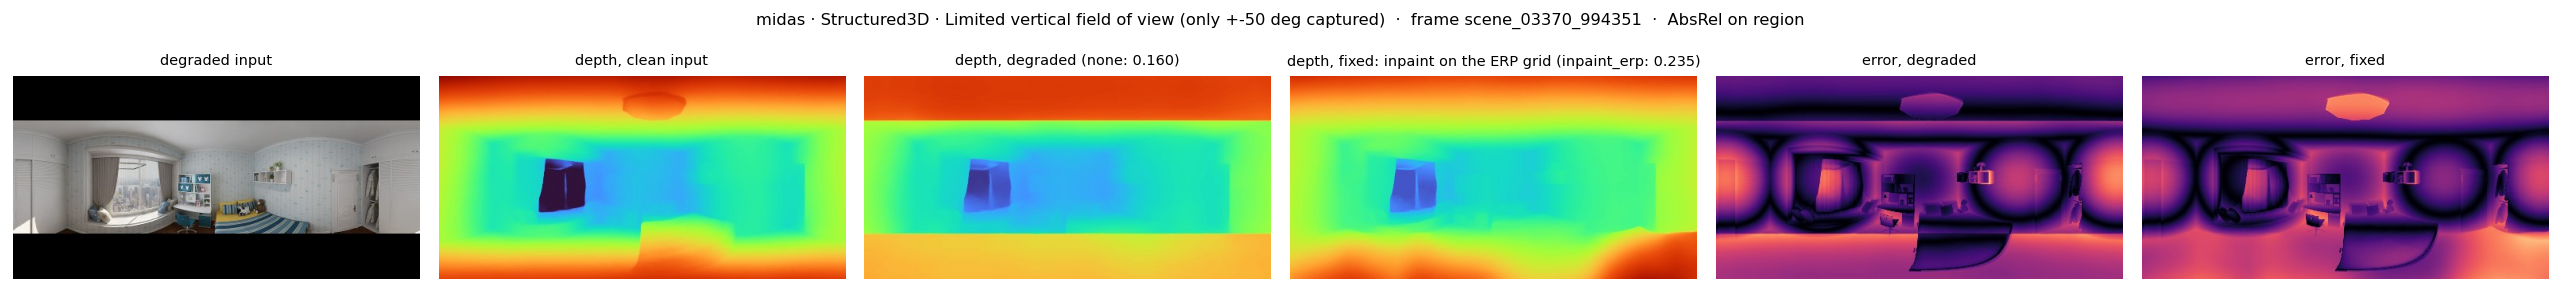 midas · Structured3D · Limited vertical field of view (only +-50 deg captured)  ·  frame scene_03370_994351  ·  AbsRel on region
degraded input
depth, clean input
depth, degraded (none: 0.160)
depth, fixed: inpaint on the ERP grid (inpaint_erp: 0.235)
error, degraded
error, fixed